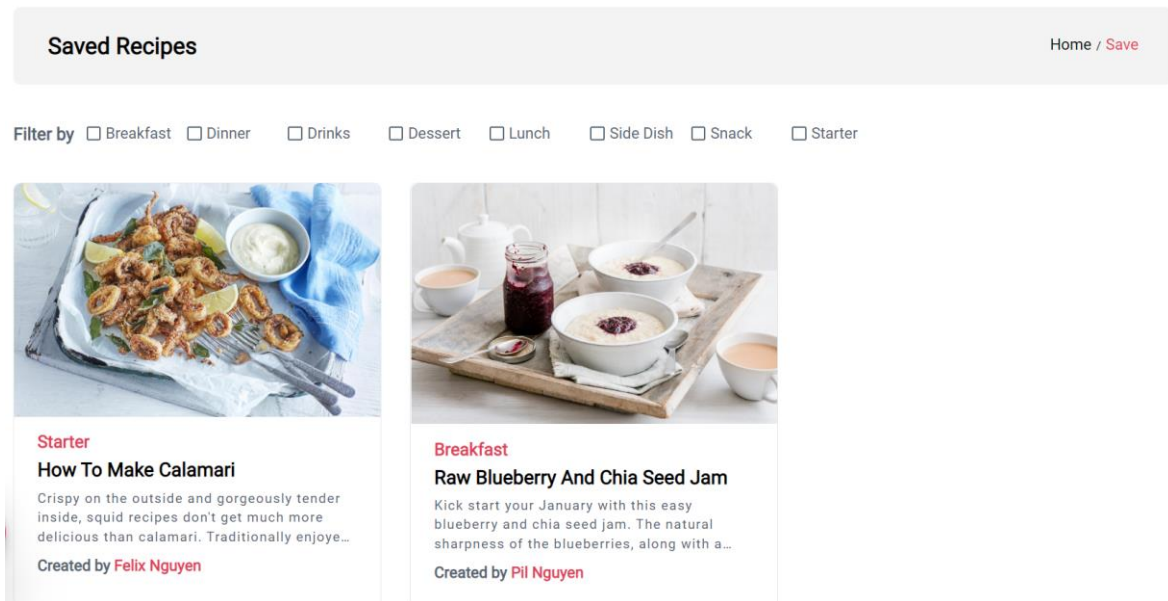 Saved Recipes
Home / Save
Filter by Breakfast Dinner Drinks Dessert Lunch Side Dish Snack Starter
Starter
How To Make Calamari
Crispy on the outside and gorgeously tender
inside, squid recipes don't get much more
delicious than calamari. Traditionally enjoye…
Created by Felix Nguyen
Breakfast
Raw Blueberry And Chia Seed Jam
Kick start your January with this easy
blueberry and chia seed jam. The natural
sharpness of the blueberries, along with a…
Created by Pil Nguyen